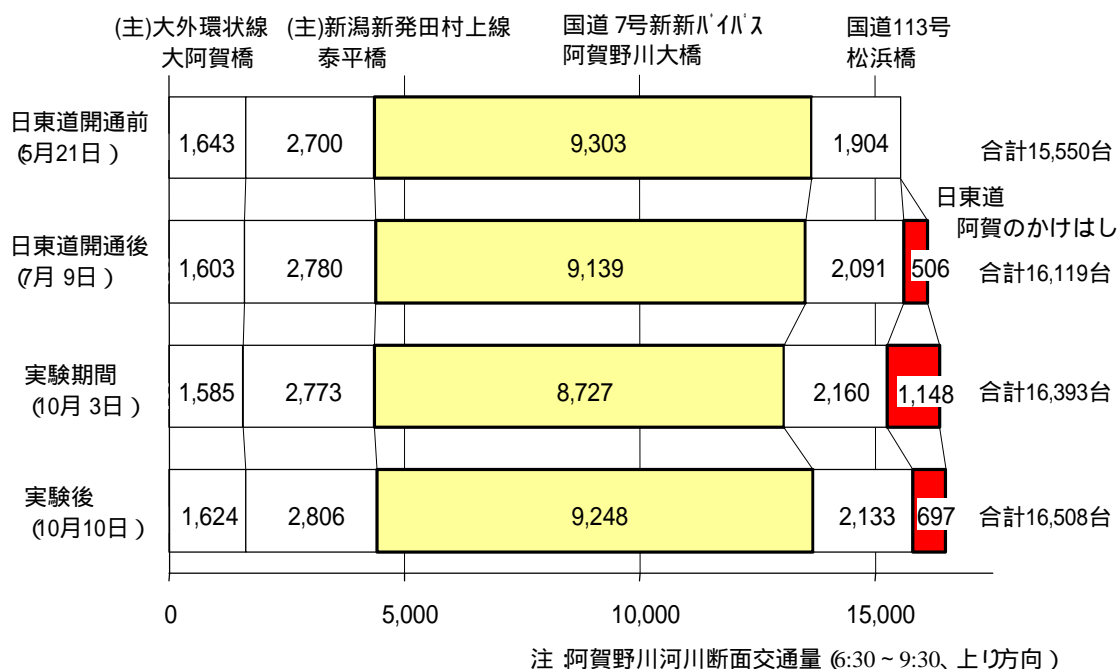 (主)大外環状線 (主)新潟新発田村上線 国道 7号新新バイパス 国道113号
大阿賀橋 泰平橋 阿賀野川大橋 松浜橋
日東道開通前
(5月21日 )
1,643 2,700 9,303 1,904
合計15,550台
日東道
阿賀のかけはし
日東道開通後
(7月 9日 )
1,603 2,780 9,139 2,091 506
合計16,119台
実験期間
(10月 3日 )
1,585 2,773 8,727 2,160 1,148
合計16,393台
実験後
(10月10日 )
1,624 2,806 9,248 2,133 697
合計16,508台
0 5,000 10,000 15,000
注 :阿賀野川河川断面交通量 (6:30 ~ 9:30、上り方向 )